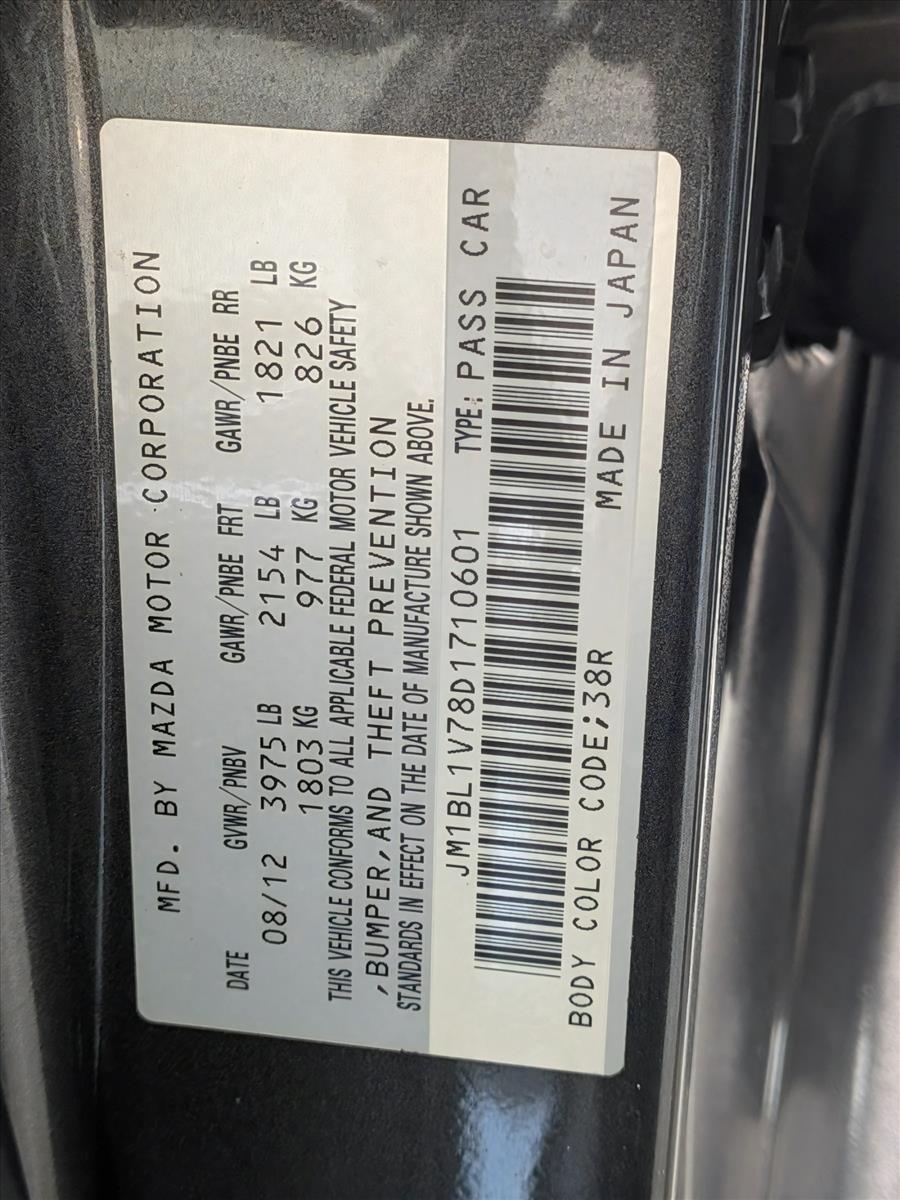 MFD. BY MAZDA MOTOR CORPORATION
DATE GVWR/PNBV GAWR/PNBE FRT GAWR/PNBE RR
08/12 3975 LB 2154 LB 1821 LB
1803 KG 977 KG 826 KG
THIS VEHICLE CONFORMS TO ALL APPLICABLE FEDERAL MOTOR VEHICLE SAFETY
,BUMPER,AND THEFT PREVENTION
STANDARDS IN EFFECT ON THE DATE OF MANUFACTURE SHOWN ABOVE.
JM1BL1V78D1710601 TYPE: PASS CAR
BODY COLOR CODE;38R MADE IN JAPAN